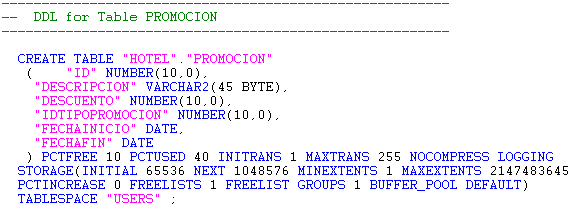 --------------------------------------------------------
--  DDL for Table PROMOCION
--------------------------------------------------------
CREATE TABLE "HOTEL"."PROMOCION"
( "ID" NUMBER(10,0),
"DESCRIPCION" VARCHAR2(45 BYTE),
"DESCUENTO" NUMBER(10,0),
"IDTIPOPROMOCION" NUMBER(10,0),
"FECHAINICIO" DATE,
"FECHAFIN" DATE
) PCTFREE 10 PCTUSED 40 INITRANS 1 MAXTRANS 255 NOCOMPRESS LOGGING
STORAGE(INITIAL 65536 NEXT 1048576 MINEXTENTS 1 MAXEXTENTS 2147483645
PCTINCREASE 0 FREELISTS 1 FREELIST GROUPS 1 BUFFER_POOL DEFAULT)
TABLESPACE "USERS" ;